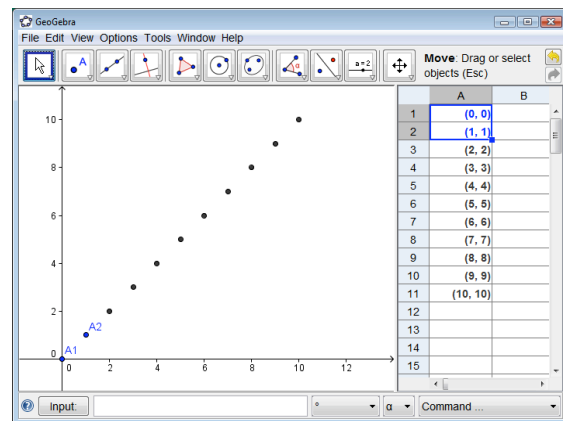 GeoGebra
File Edit View Options Tools Window Help
A
α
a = 2
Move: Drag or select
objects (Esc)
A B
1 (0, 0)
2 (1, 1)
3 (2, 2)
4 (3, 3)
5 (4, 4)
6 (5, 5)
7 (6, 6)
8 (7, 7)
9 (8, 8)
10 (9, 9)
11 (10, 10)
12
13
14
15
10
8
6
4
2
0
A2
A1
0 2 4 6 8 10 12
Input: ° α Command ...